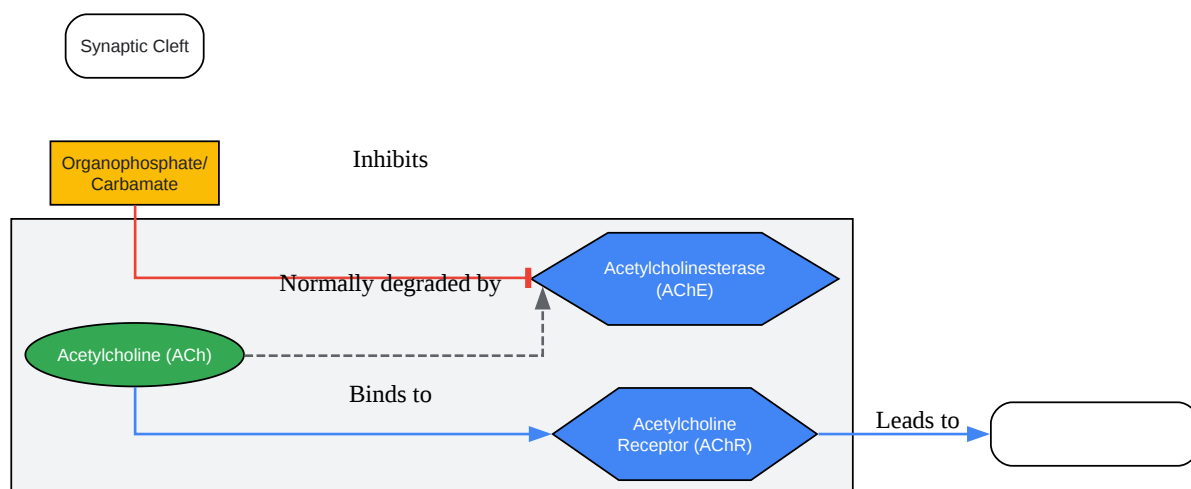 Synaptic Cleft
Organophosphate/
Carbamate
Inhibits
Acetylcholinesterase
(AChE)
Normally degraded by
Acetylcholine (ACh)
Binds to
Acetylcholine
Receptor (AChR)
Leads to